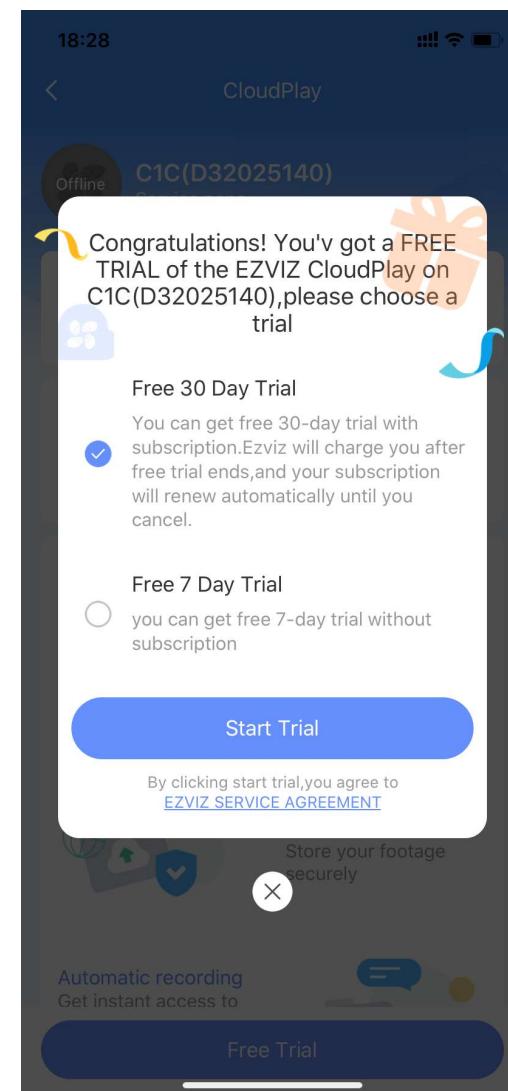 18:28
CloudPlay
Offline
C1C(D32025140)
Congratulations! You'v got a FREE
TRIAL of the EZVIZ CloudPlay on
C1C(D32025140),please choose a
trial
Free 30 Day Trial
You can get free 30-day trial with
subscription.Ezviz will charge you after
free trial ends,and your subscription
will renew automatically until you
cancel.
Free 7 Day Trial
you can get free 7-day trial without
subscription
Start Trial
By clicking start trial,you agree to
EZVIZ SERVICE AGREEMENT
Store your footage
securely
Automatic recording
Get instant access to
Free Trial